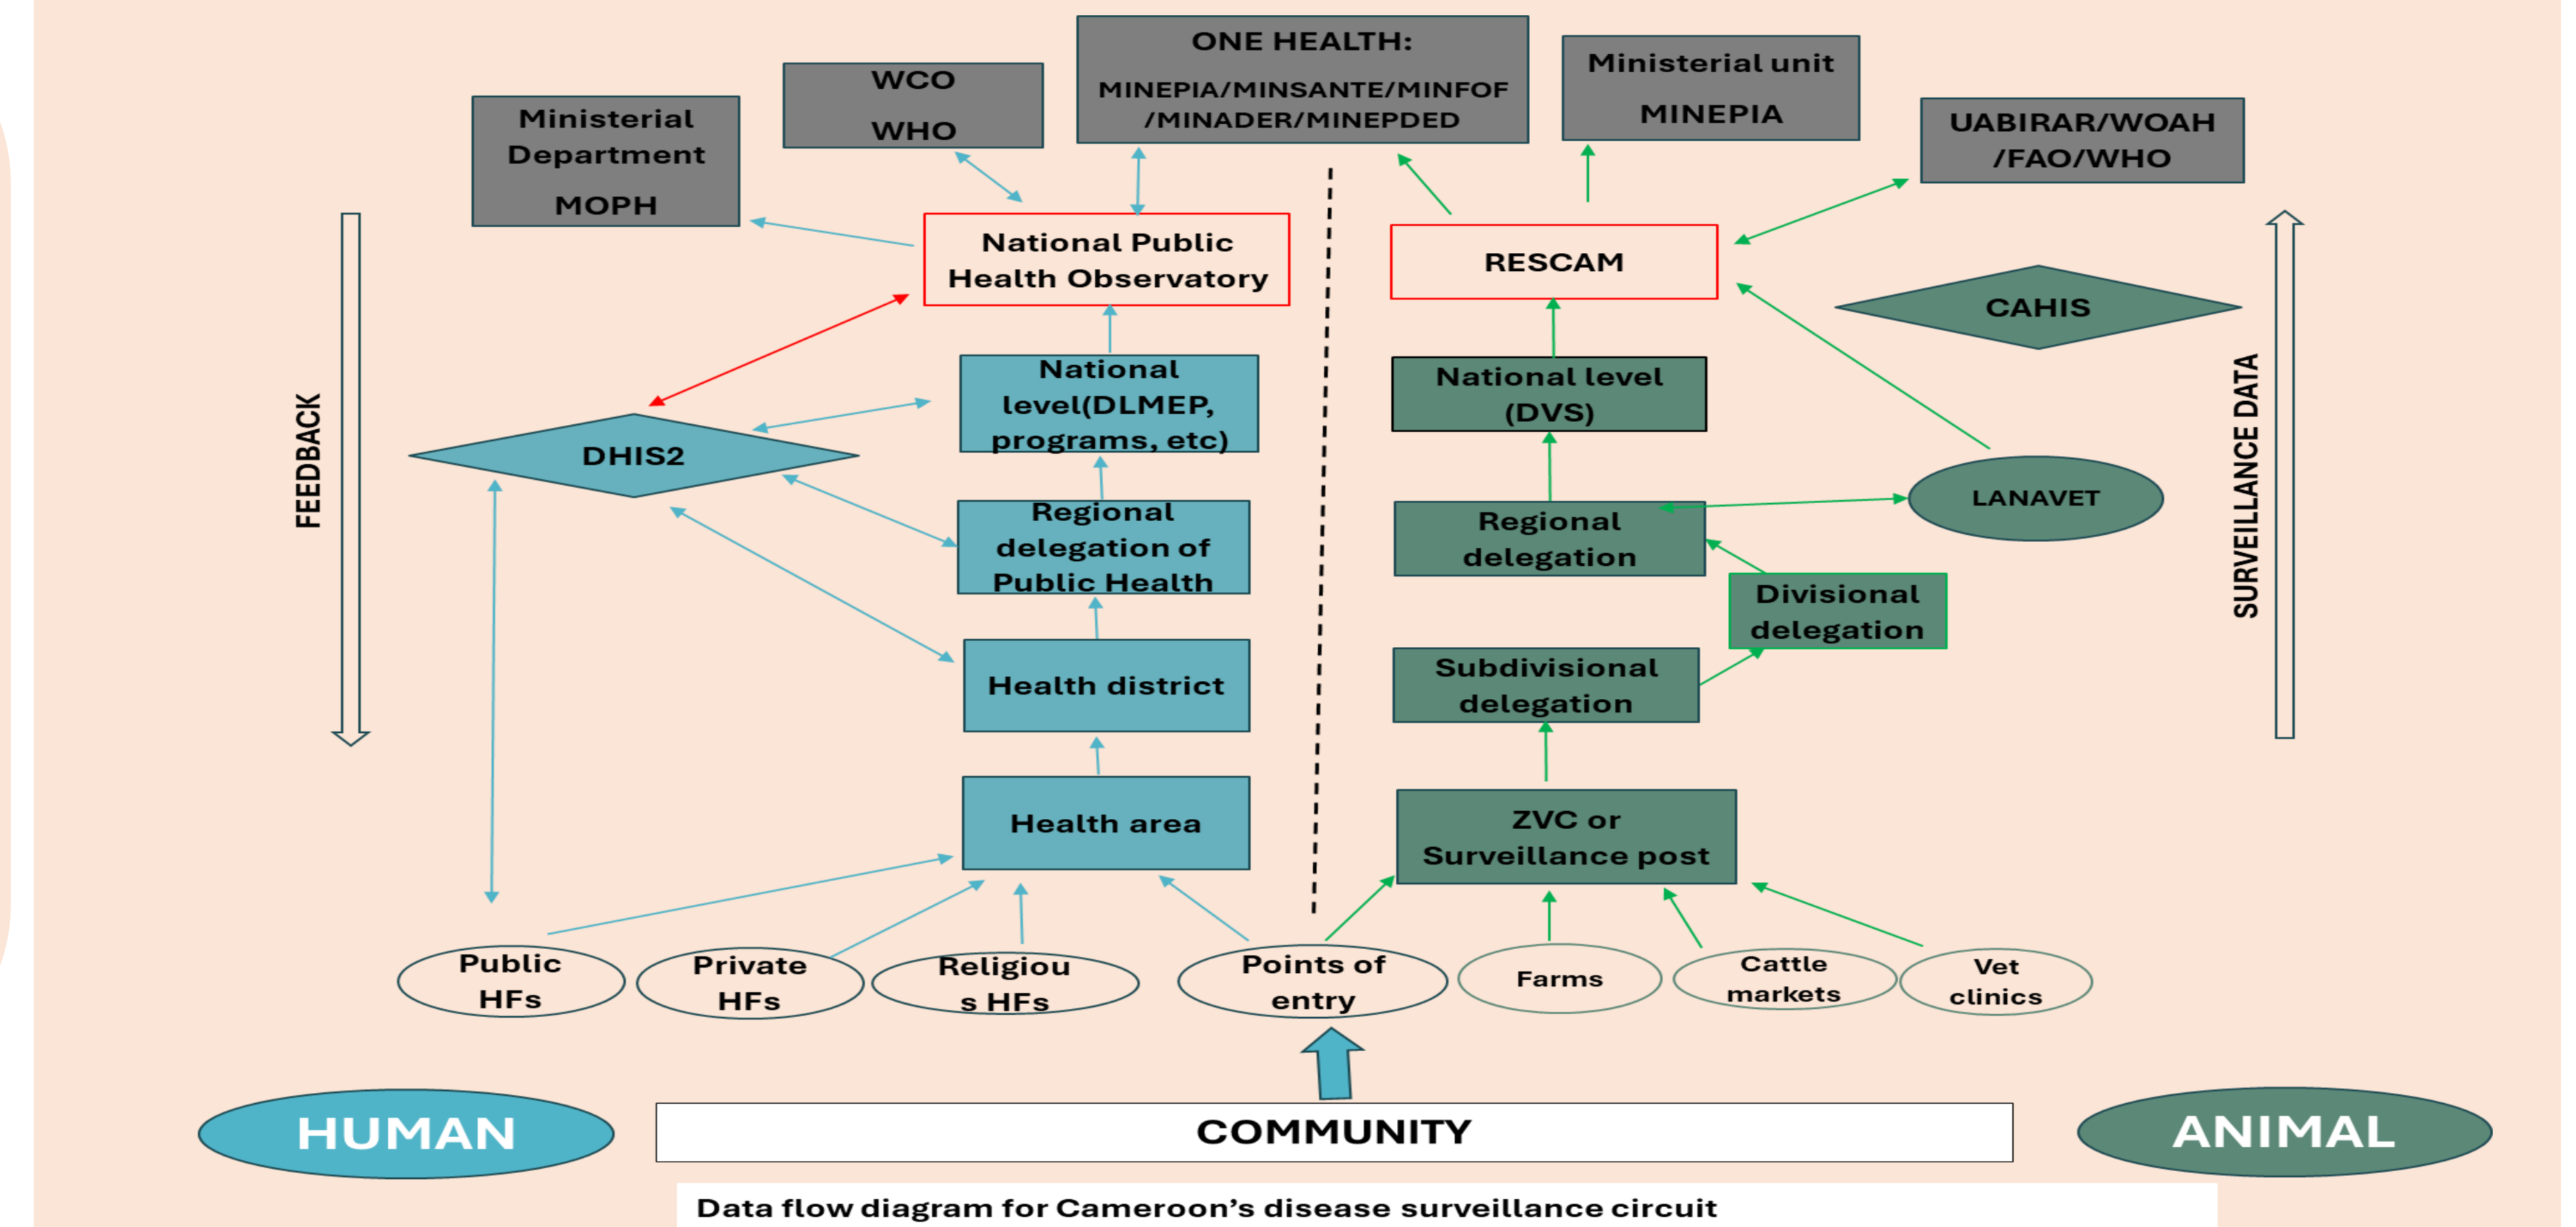 ONE HEALTH:
MINEPIA/MINSANTE/MINFOF
/MINADER/MINEPDED
Ministerial unit
MINEPIA
WCO
WHO
Ministerial
Department
MOPH
UABIRAR/WOAH
/FAO/WHO
National Public
Health Observatory
RESCAM
CAHIS
National
level(DLMEP,
programs, etc)
National level
(DVS)
DHIS2
FEEDBACK
SURVEILLANCE DATA
LANAVET
Regional
delegation of
Public Health
Regional
delegation
Divisional
delegation
Health district
Subdivisional
delegation
Health area
ZVC or
Surveillance post
Public
HFs
Private
HFs
Religiou
s HFs
Points of
entry
Farms
Cattle
markets
Vet
clinics
HUMAN
COMMUNITY
ANIMAL
Data flow diagram for Cameroon’s disease surveillance circuit